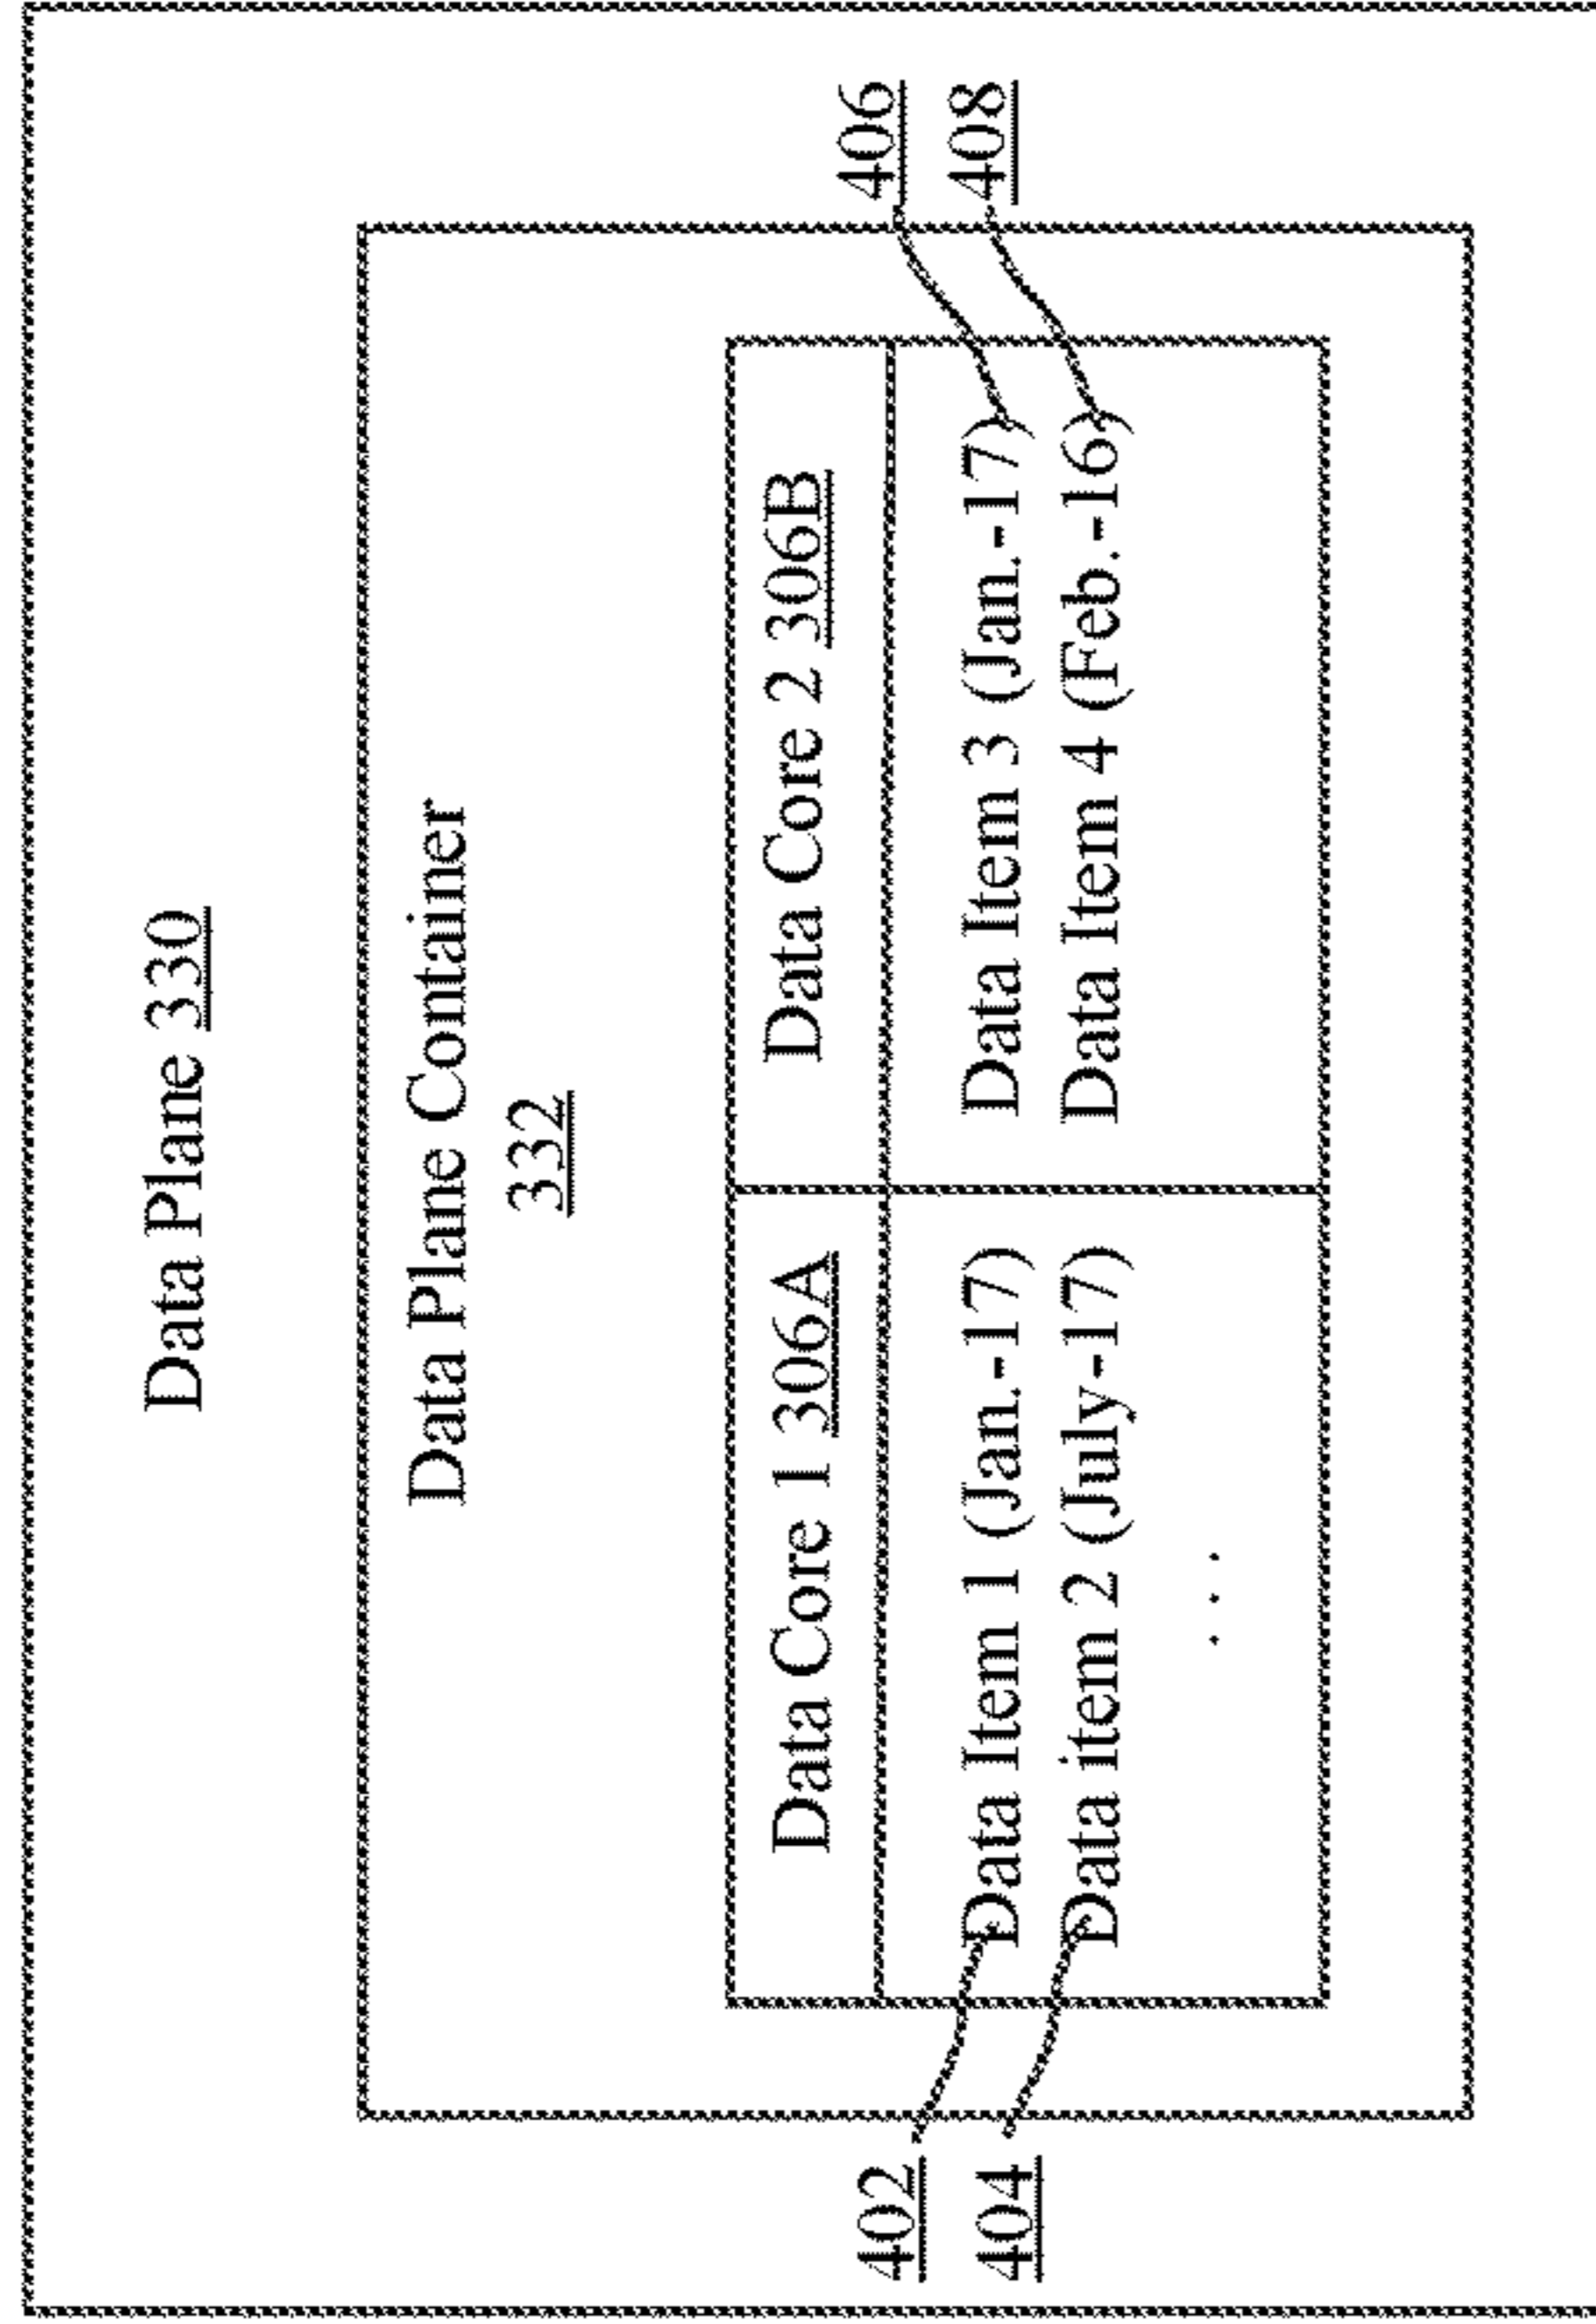 Data Plane 330
Data Plane Container
332
Data Core 1 306A
Data Core 2 306B
402
Data Item 1 (Jan.-17)
404
Data item 2 (July-17)
. . .
Data Item 3 (Jan.-17)
406
Data Item 4 (Feb.-16)
408